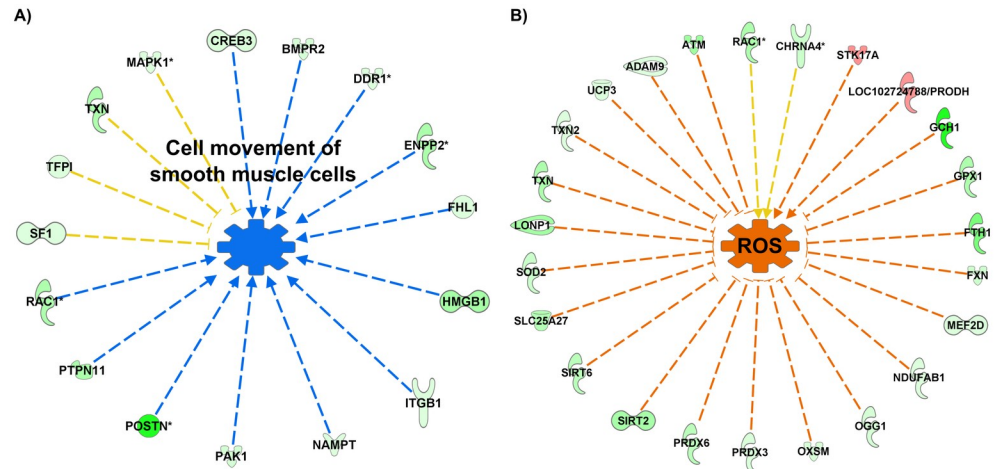 A)
CREB3
BMPR2
MAPK1*
DDR1*
TXN
ENPP2*
Cell movement of
smooth muscle cells
TFPI
FHL1
SF1
RAC1*
HMGB1
PTPN11
ITGB1
POSTN*
PAK1
NAMPT
B)
ATM
RAC1*
CHRNA4*
STK17A
ADAM9
UCP3
LOC102724788/PRODH
TXN2
GCH1
TXN
GPX1
LONP1
FTH1
ROS
SOD2
FXN
SLC25A27
MEF2D
SIRT6
NDUFAB1
SIRT2
OGG1
PRDX6
PRDX3
OXSM